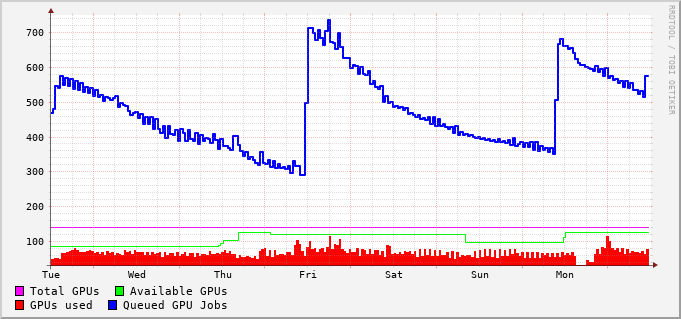 700
600
500
400
300
200
100
Tue Wed Thu Fri Sat Sun Mon
Total GPUs Available GPUs
GPUs used Queued GPU Jobs
RRDTOOL / TOBI OETIKER